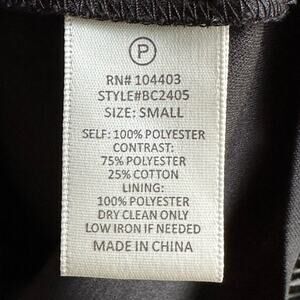 P
RN# 104403
STYLE#BC2405
SIZE: SMALL
SELF: 100% POLYESTER
CONTRAST:
75% POLYESTER
25% COTTON
LINING:
100% POLYESTER
DRY CLEAN ONLY
LOW IRON IF NEEDED
MADE IN CHINA